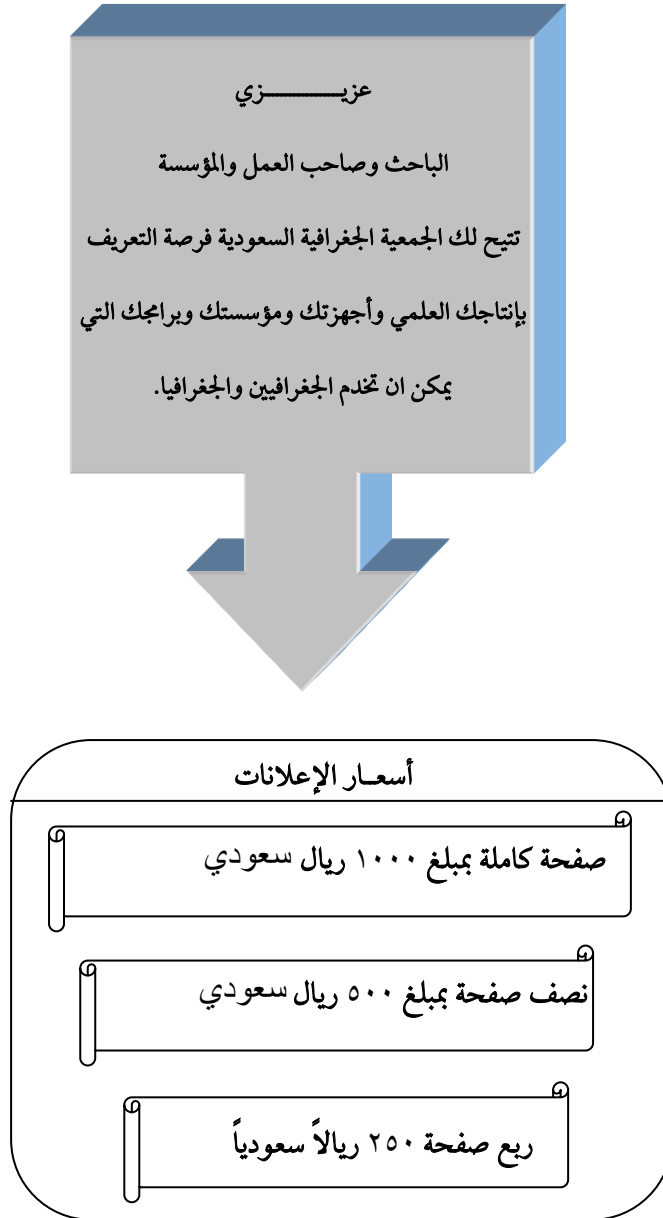 عزيـــــــــزي
الباحث وصاحب العمل والمؤسسة
تتيح لك الجمعية الجغرافية السعودية فرصة التعريف
بإنتاجك العلمي وأجهزتك ومؤسستك وبرامجك التي
يمكن ان تخدم الجغرافيين والجغرافيا.
أسعــار الإعلانات
صفحة كاملة بمبلغ ١٠٠٠ ريال سعودي
نصف صفحة بمبلغ ٥٠٠ ريال سعودي
ربع صفحة ٢٥٠ ريالاً سعودياً